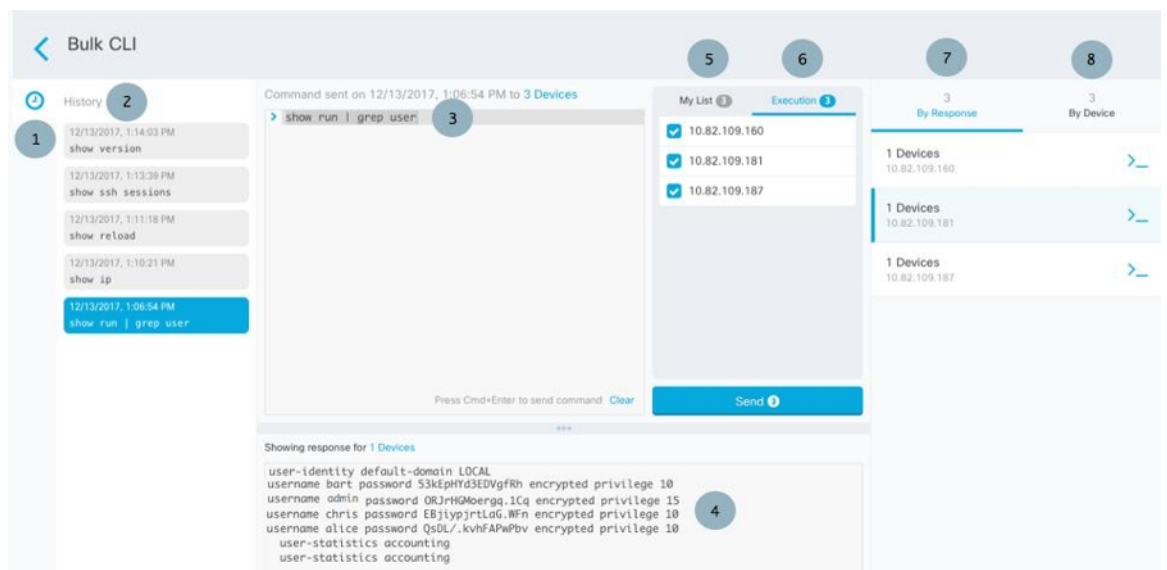 Bulk CLI
1
History 2
12/13/2017, 1:14:03 PM
show version
12/13/2017, 1:13:39 PM
show ssh sessions
12/13/2017, 1:11:18 PM
show reload
12/13/2017, 1:10:21 PM
show ip
12/13/2017, 1:06:54 PM
show run | grep user
Command sent on 12/13/2017, 1:06:54 PM to 3 Devices
> show run | grep user 3
Press Cmd+Enter to send command Clear
5 6
My List 3 Execution 3
10.82.109.160
10.82.109.181
10.82.109.187
Send 3
Showing response for 1 Devices
user-identity default-domain LOCAL
username bart password 53kEpHYd3EDVgfRh encrypted privilege 10
username admin password ORJrHGMoergq.1Cq encrypted privilege 15
username chris password EBjiypjrtLaG.WFn encrypted privilege 10
username alice password QsDL/.kvhFAPwPbv encrypted privilege 10
user-statistics accounting
user-statistics accounting
4
7 8
3 3
By Response By Device
1 Devices
10.82.109.160
>_
1 Devices
10.82.109.181
>_
1 Devices
10.82.109.187
>_